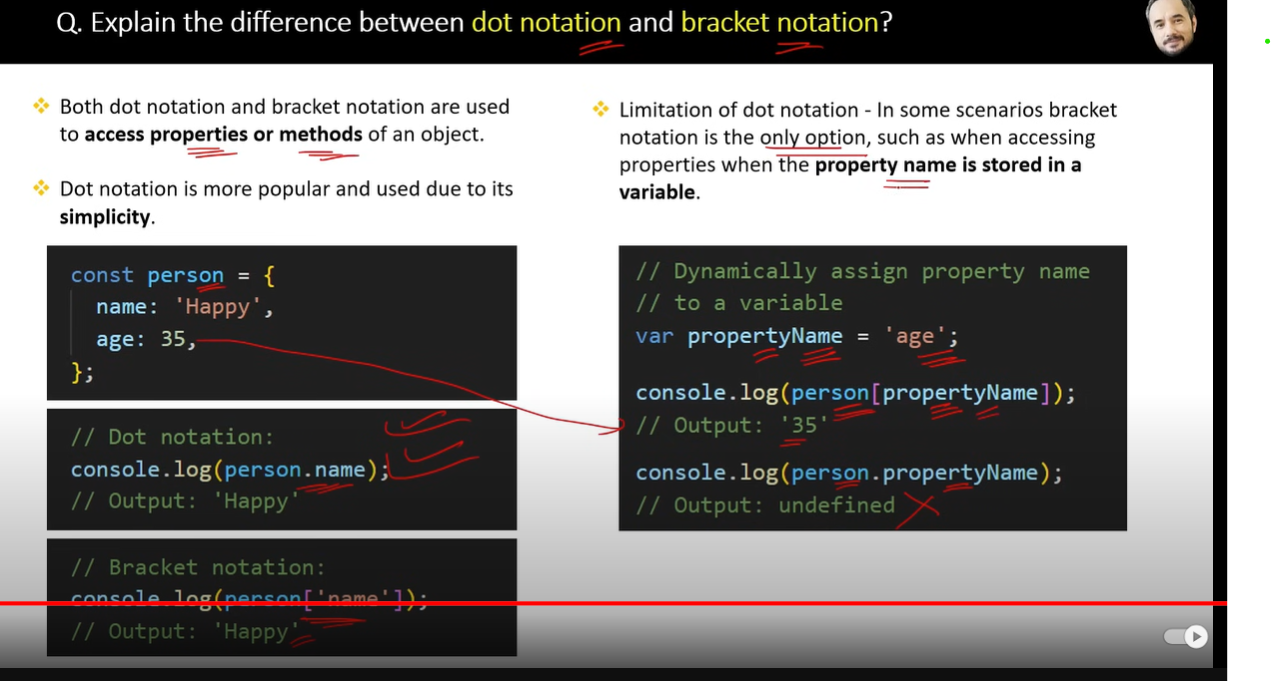 Q. Explain the difference between dot notation and bracket notation?
Both dot notation and bracket notation are used
to access properties or methods of an object.
Dot notation is more popular and used due to its
simplicity.
const person = {
name: 'Happy',
age: 35,
};
// Dot notation:
console.log(person.name);
// Output: 'Happy'
// Bracket notation:
console.log(person['name']);
// Output: 'Happy'
Limitation of dot notation - In some scenarios bracket
notation is the only option, such as when accessing
properties when the property name is stored in a
variable.
// Dynamically assign property name
// to a variable
var propertyName = 'age';
console.log(person[propertyName]);
// Output: '35'
console.log(person.propertyName);
// Output: undefined